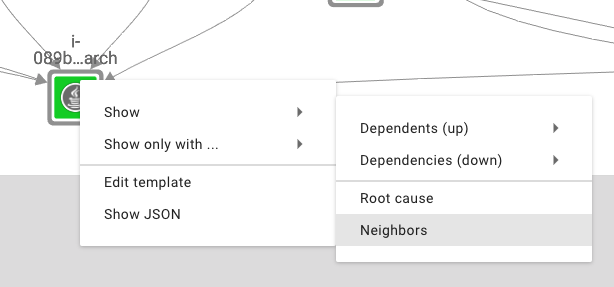 i-
089b...arch
Show
Show only with ...
Edit template
Show JSON
Dependents (up)
Dependencies (down)
Root cause
Neighbors